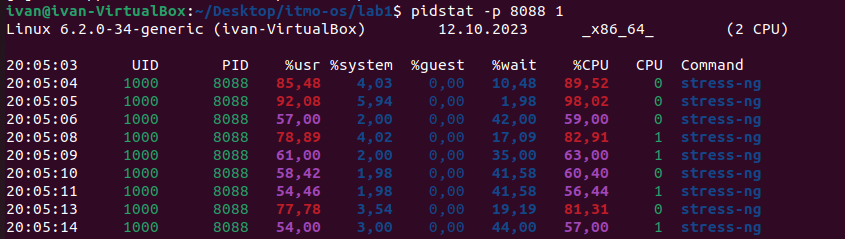 ivan@ivan-VirtualBox:~/Desktop/itmo-os/lab1$ pidstat -p 8088 1
Linux 6.2.0-34-generic (ivan-VirtualBox) 12.10.2023 _x86_64_ (2 CPU)
20:05:03 UID PID %usr %system %guest %wait %CPU CPU Command
20:05:04 1000 8088 85,48 4,03 0,00 10,48 89,52 0 stress-ng
20:05:05 1000 8088 92,08 5,94 0,00 1,98 98,02 0 stress-ng
20:05:06 1000 8088 57,00 2,00 0,00 42,00 59,00 0 stress-ng
20:05:08 1000 8088 78,89 4,02 0,00 17,09 82,91 1 stress-ng
20:05:09 1000 8088 61,00 2,00 0,00 35,00 63,00 1 stress-ng
20:05:10 1000 8088 58,42 1,98 0,00 41,58 60,40 0 stress-ng
20:05:11 1000 8088 54,46 1,98 0,00 41,58 56,44 1 stress-ng
20:05:13 1000 8088 77,78 3,54 0,00 19,19 81,31 0 stress-ng
20:05:14 1000 8088 54,00 3,00 0,00 44,00 57,00 1 stress-ng